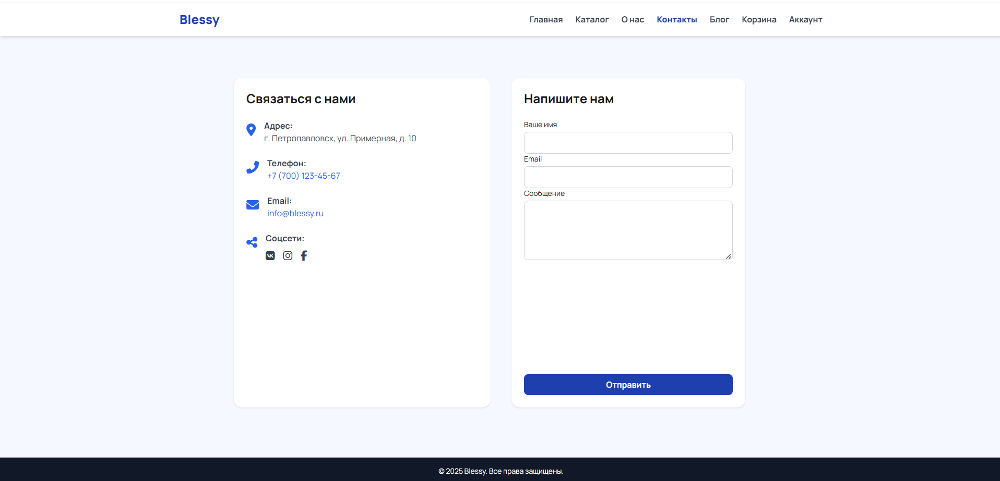 Blessy
Главная Каталог О нас Контакты Блог Корзина Аккаунт
Связаться с нами
Адрес:
г. Петропавловск, ул. Примерная, д. 10
Телефон:
+7 (700) 123-45-67
Email:
info@blessy.ru
Соцсети:
Напишите нам
Ваше имя
Email
Сообщение
Отправить
© 2025 Blessy. Все права защищены.